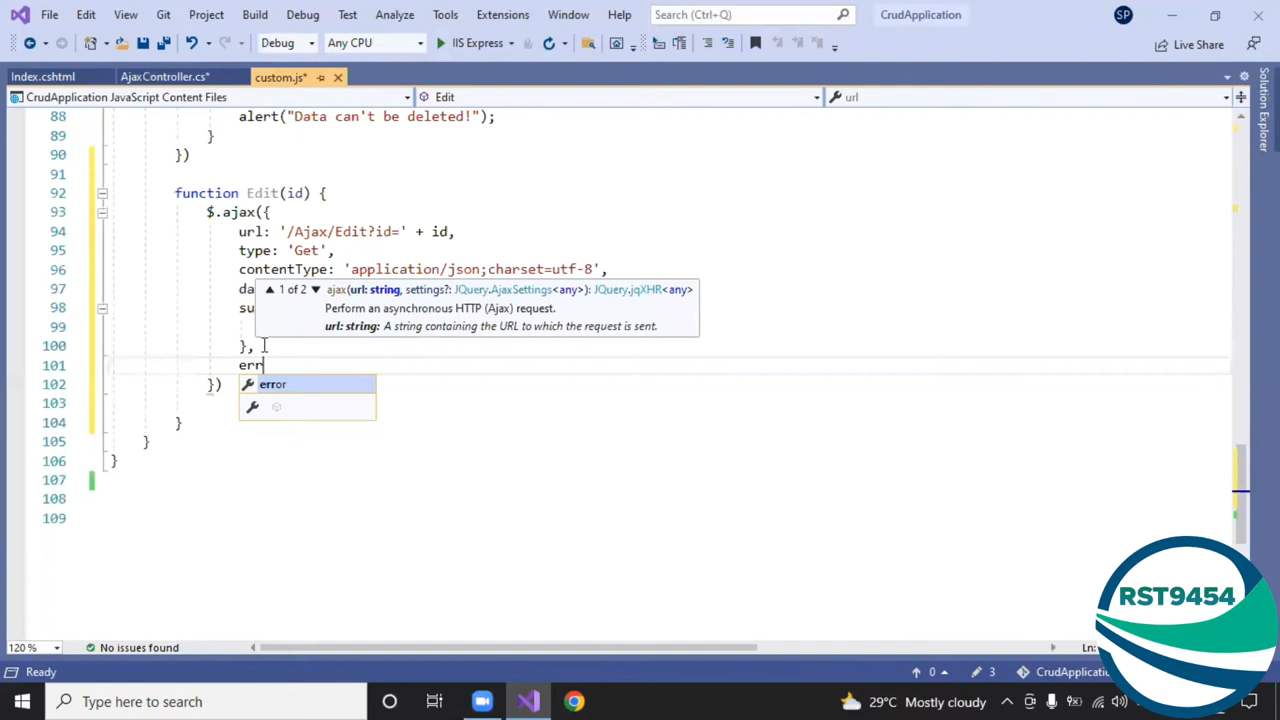 File Edit View Git Project Build Debug Test Analyze Tools Extensions Window Help Search (Ctrl+Q) CrudApplication SP
Debug Any CPU IIS Express Live Share
Index.cshtml AjaxController.cs* custom.js*
CrudApplication JavaScript Content Files Edit url
Solution Explorer
88 alert("Data can't be deleted!");
89 }
90 })
91
92 function Edit(id) {
93 $.ajax({
94 url: '/Ajax/Edit?id=' + id,
95 type: 'Get',
96 contentType: 'application/json;charset=utf-8',
97 da
1 of 2 ajax(url: string, settings?: JQuery.AjaxSettings<any>): JQuery.jqXHR<any>
98 su
Perform an asynchronous HTTP (Ajax) request.
99
url: string: A string containing the URL to which the request is sent.
100 },
101 err
102 })
error
103
104 }
105 }
106 }
107
108
109
RST9454
120 % No issues found Ln:
Ready 0 3 CrudApplicatio
Type here to search 29°C Mostly cloudy